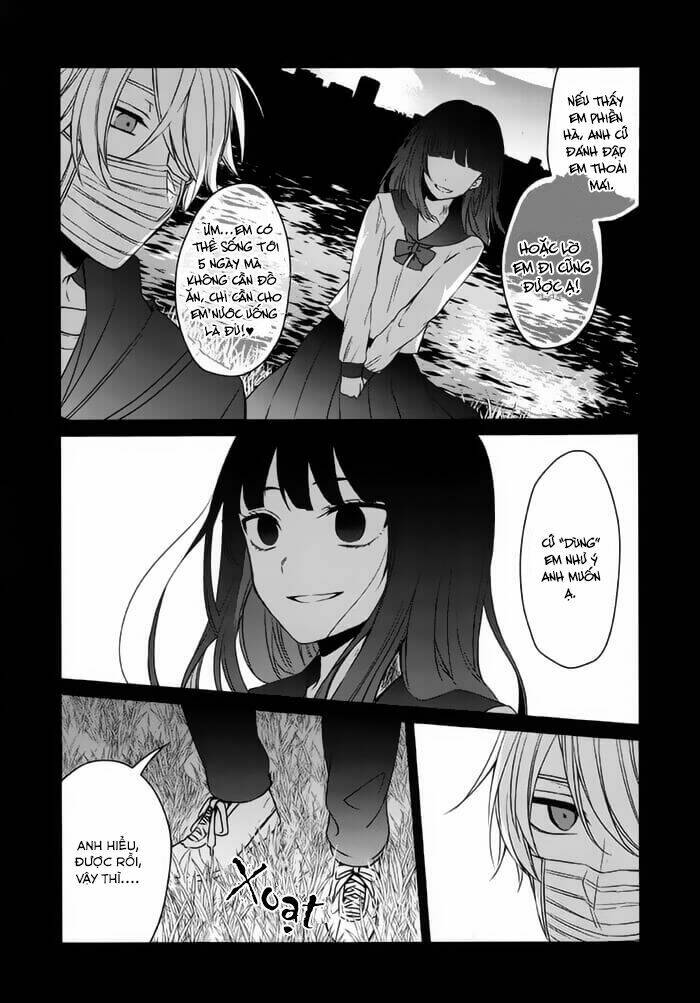 NẾU THẤY
EM PHIỀN
HÀ, ANH CỨ
ĐÁNH ĐẬP
EM THOẢI
MÁI.
HOẶC LỜ
EM ĐI CŨNG
ĐƯỢC Ạ!
ỪM...EM CÓ
THỂ SỐNG TỚI
5 NGÀY MÀ
KHÔNG CẦN ĐỒ
ĂN, CHỈ CẦN CHO
EM NƯỚC UỐNG
LÀ ĐỦ!♥
CỨ "DÙNG"
EM NHƯ Ý
ANH MUỐN
Ạ.
ANH HIỂU,
ĐƯỢC RỒI,
VẬY THÌ....
Xoạt